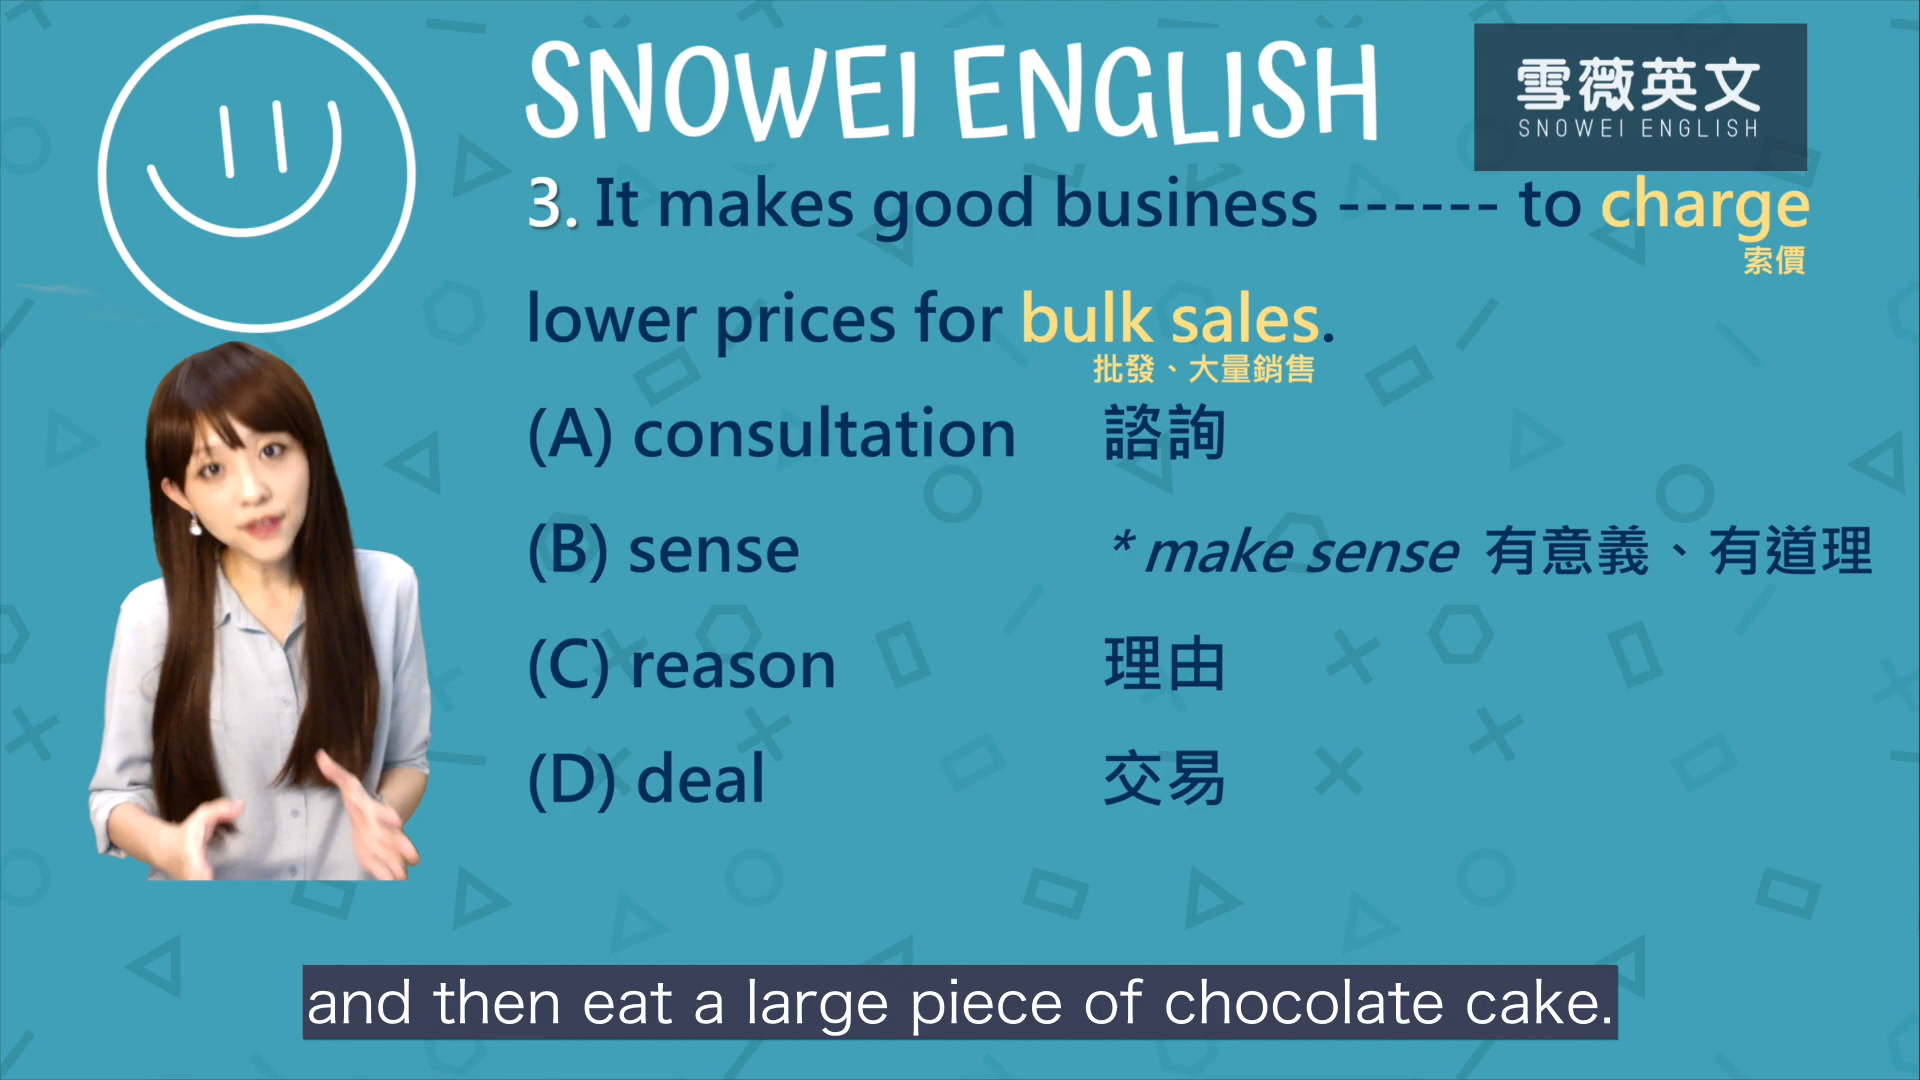 SNOWEI ENGLISH
雪薇英文
SNOWEI ENGLISH
3. It makes good business ------ to charge
索價
lower prices for bulk sales.
批發、大量銷售
(A) consultation 諮詢
(B) sense * make sense 有意義、有道理
(C) reason 理由
(D) deal 交易
and then eat a large piece of chocolate cake.